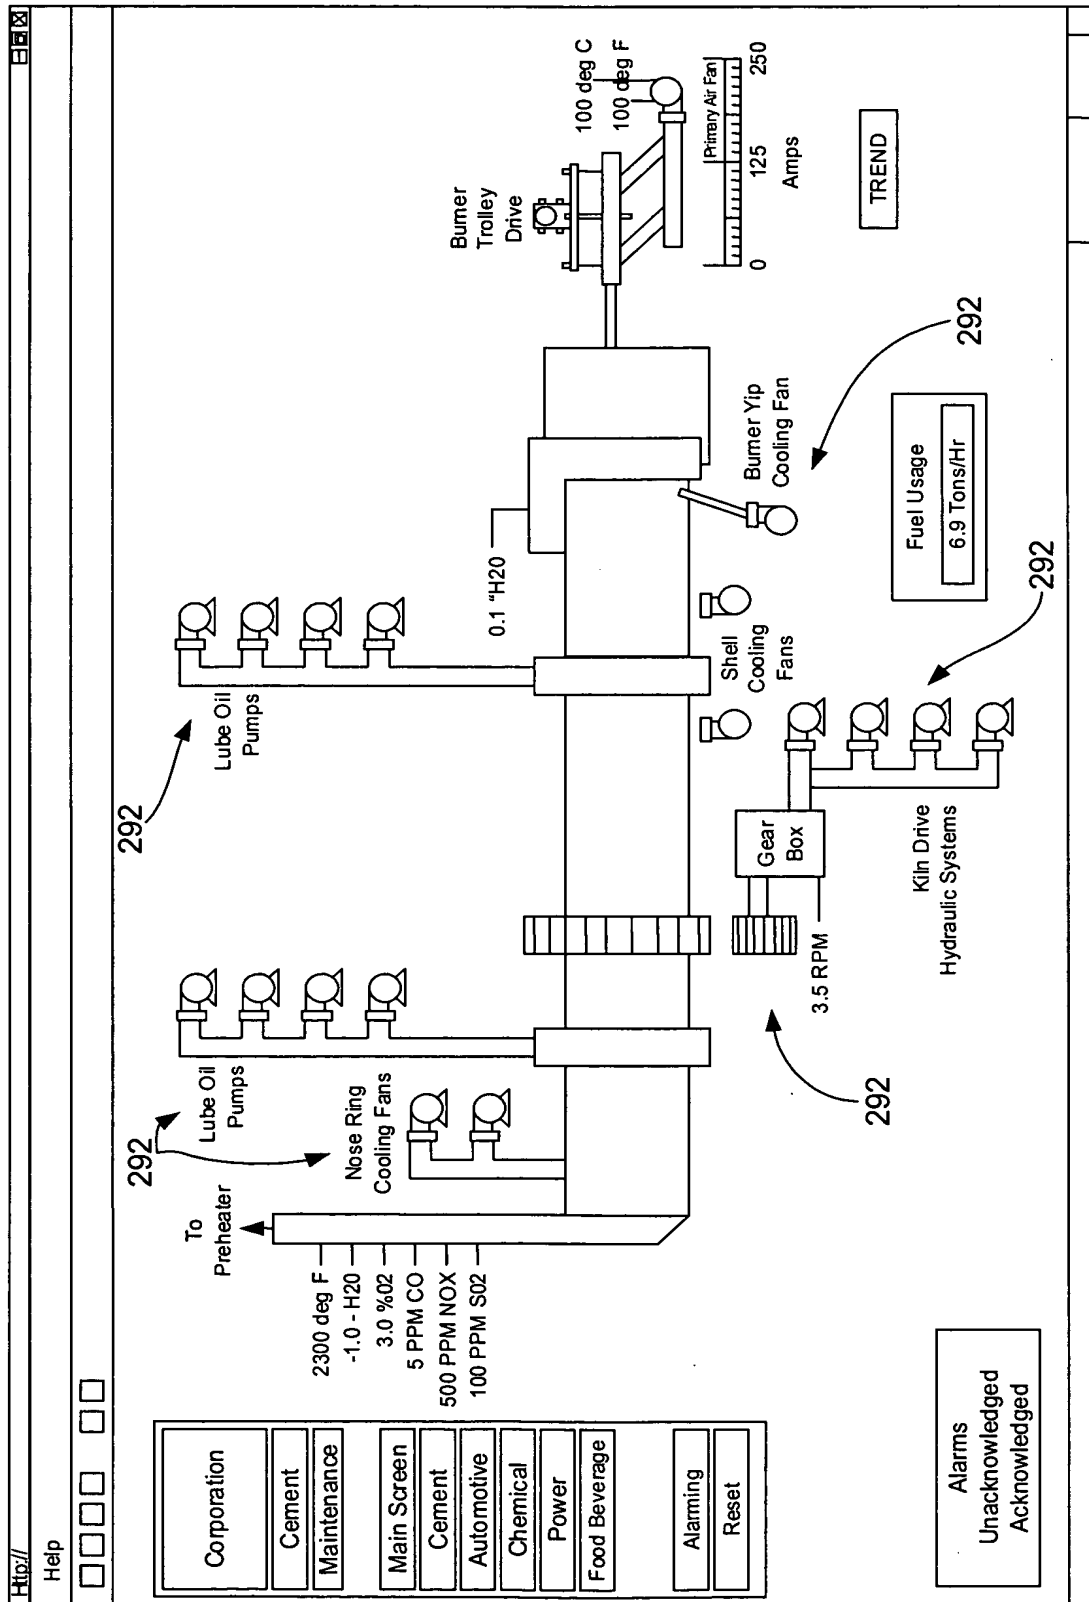 Http://
Help
Corporation
Cement
Maintenance
Main Screen
Cement
Automotive
Chemical
Power
Food Beverage
Alarming
Reset
Alarms
Unacknowledged
Acknowledged
To
Preheater
2300 deg F
-1.0 - H20
3.0 %02
5 PPM CO
500 PPM NOX
100 PPM S02
292
Lube Oil
Pumps
Nose Ring
Cooling Fans
292
Lube Oil
Pumps
0.1 "H20
Burner
Trolley
Drive
100 deg C
100 deg F
Primary Air Fan
0 125 250
Amps
TREND
Shell
Cooling
Fans
Burner Yip
Cooling Fan
292
Fuel Usage
6.9 Tons/Hr
292
Gear
Box
3.5 RPM
Kiln Drive
Hydraulic Systems
292